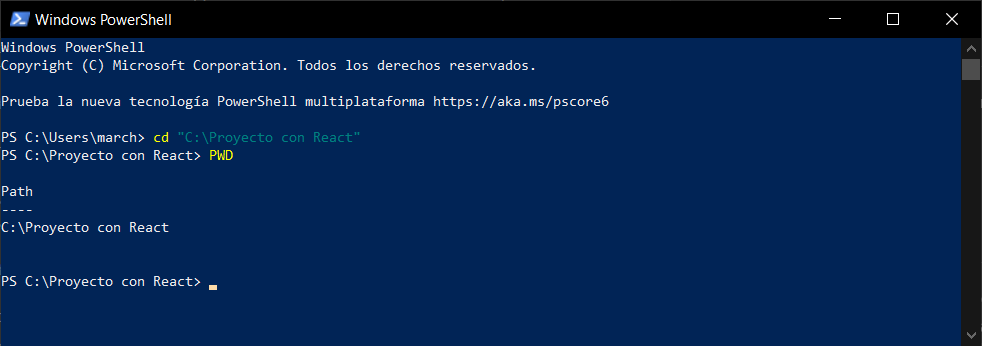 Windows PowerShell
Windows PowerShell
Copyright (C) Microsoft Corporation. Todos los derechos reservados.
Prueba la nueva tecnología PowerShell multiplataforma https://aka.ms/pscore6
PS C:\Users\march> cd "C:\Proyecto con React"
PS C:\Proyecto con React> PWD
Path
----
C:\Proyecto con React
PS C:\Proyecto con React>